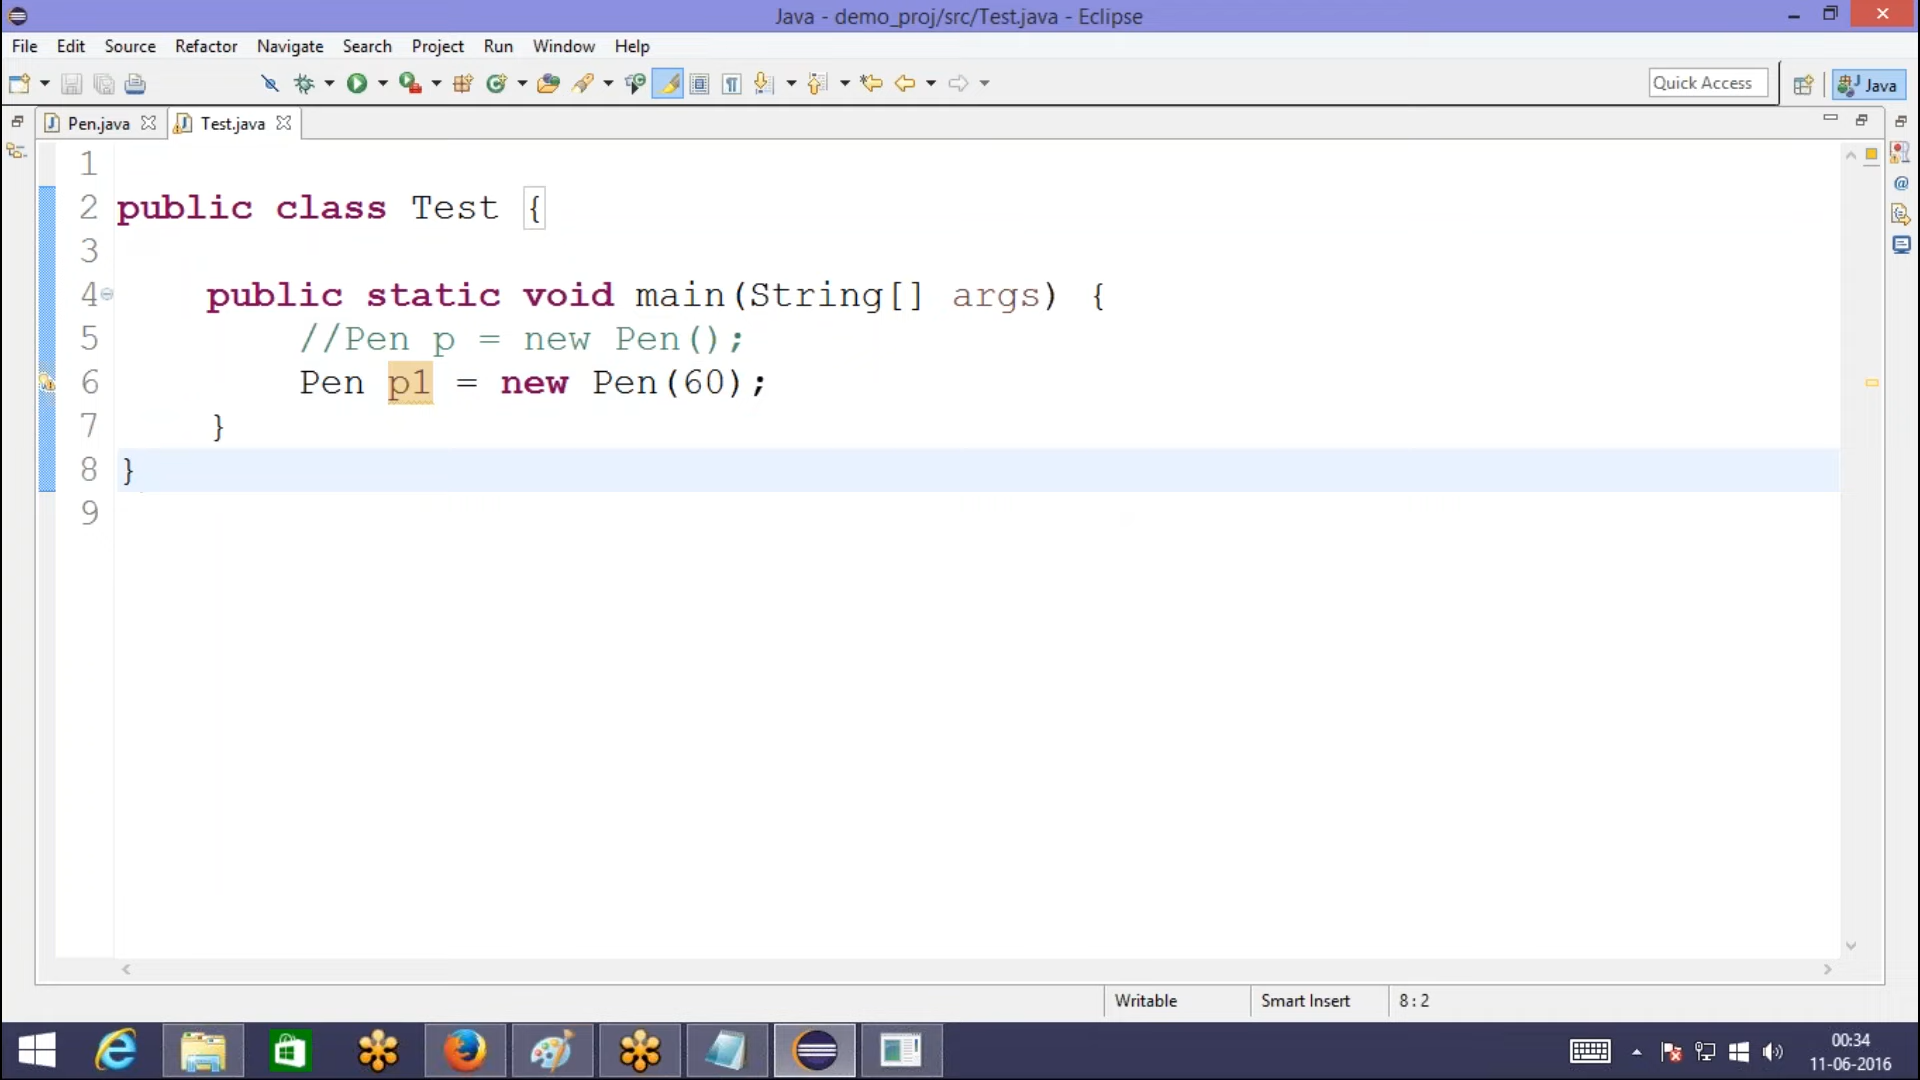 Java - demo_proj/src/Test.java - Eclipse
File Edit Source Refactor Navigate Search Project Run Window Help
Quick Access Java
Pen.java Test.java
1
2 public class Test {
3
4 public static void main(String[] args) {
5 //Pen p = new Pen();
6 Pen p1 = new Pen(60);
7 }
8 }
9
Writable Smart Insert 8 : 2
00:34
11-06-2016